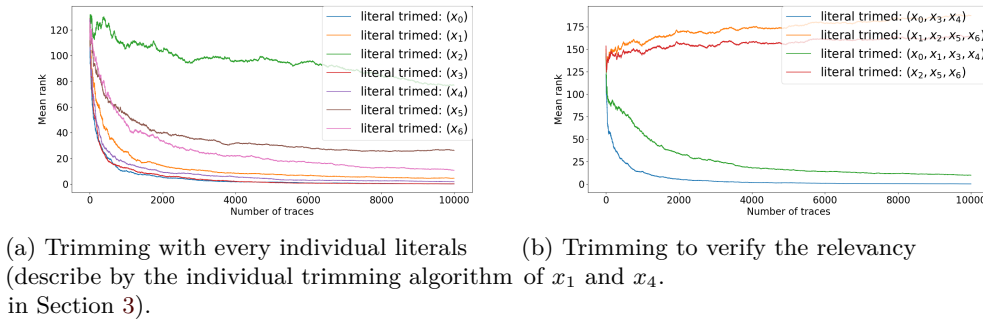 120
100
80
60
40
20
0
Mean rank
0 2000 4000 6000 8000 10000
Number of traces
literal trimed: (x₀)
literal trimed: (x₁)
literal trimed: (x₂)
literal trimed: (x₃)
literal trimed: (x₄)
literal trimed: (x₅)
literal trimed: (x₆)
175
150
125
100
75
50
25
0
Mean rank
0 2000 4000 6000 8000 10000
Number of traces
literal trimed: (x₀, x₃, x₄)
literal trimed: (x₁, x₂, x₅, x₆)
literal trimed: (x₀, x₁, x₃, x₄)
literal trimed: (x₂, x₅, x₆)
(a) Trimming with every individual literals
(describe by the individual trimming algorithm
in Section 3).
(b) Trimming to verify the relevancy
of x₁ and x₄.